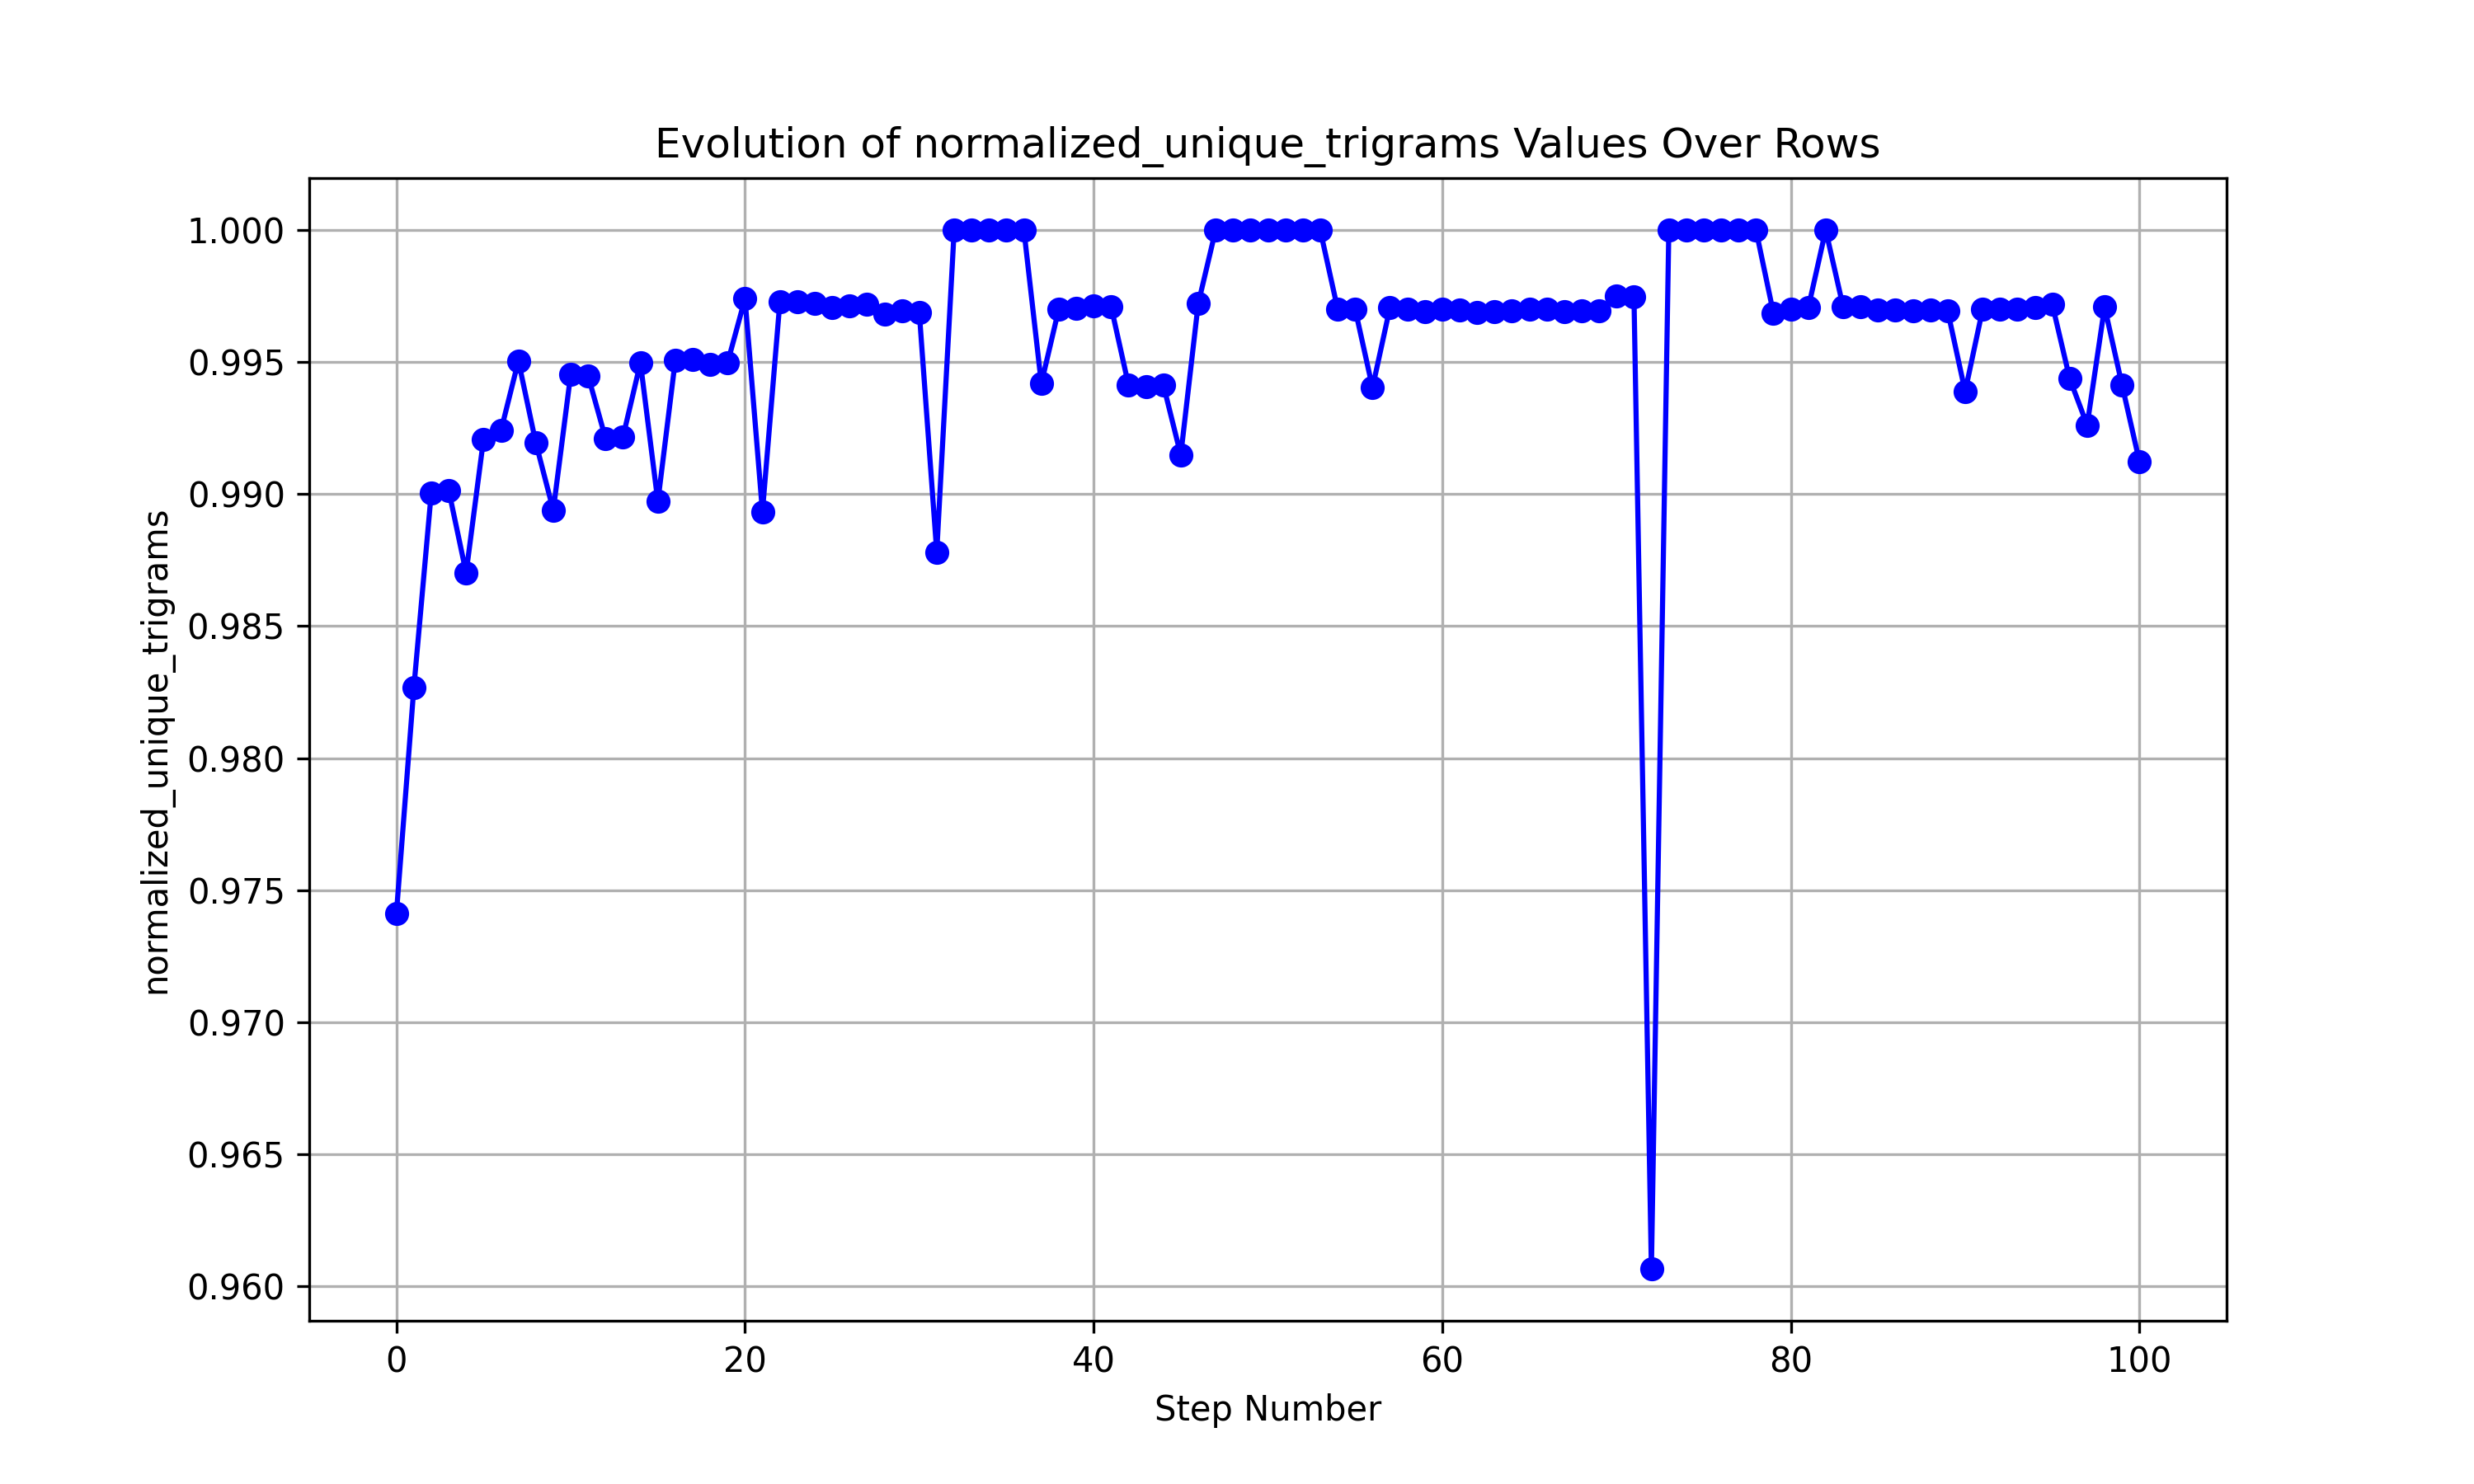 Evolution of normalized_unique_trigrams Values Over Rows
normalized_unique_trigrams
1.000
0.995
0.990
0.985
0.980
0.975
0.970
0.965
0.960
0 20 40 60 80 100
Step Number